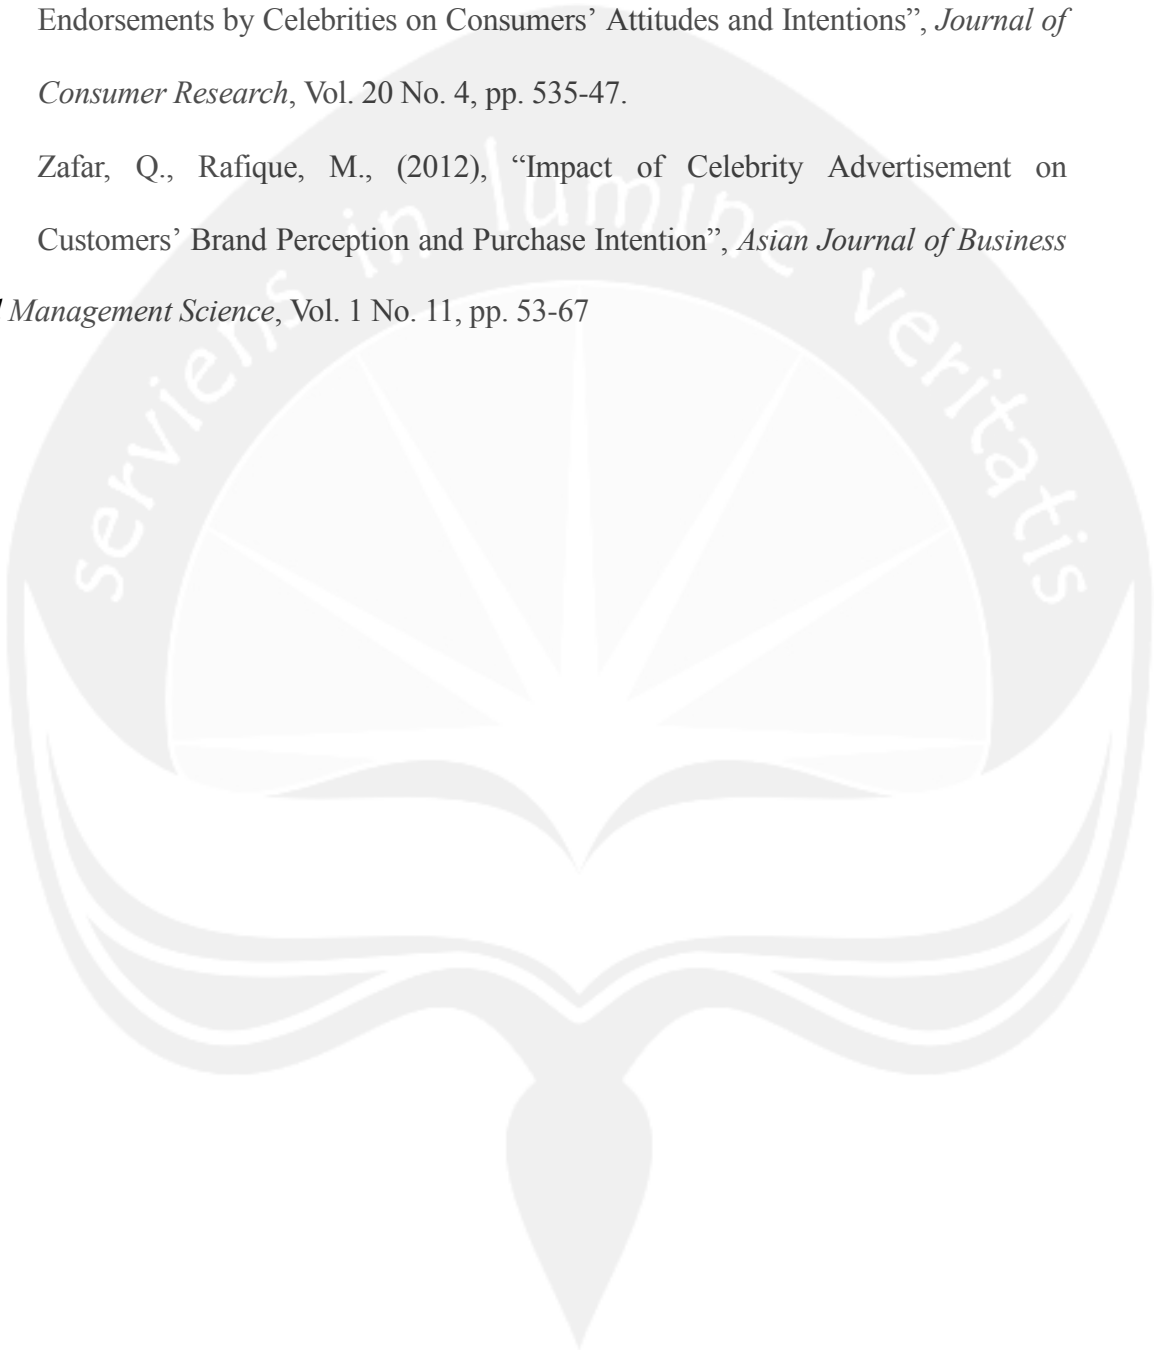 Endorsements by Celebrities on Consumers’ Attitudes and Intentions”, Journal of
Consumer Research, Vol. 20 No. 4, pp. 535-47.
Zafar, Q., Rafique, M., (2012), “Impact of Celebrity Advertisement on
Customers’ Brand Perception and Purchase Intention”, Asian Journal of Business
Management Science, Vol. 1 No. 11, pp. 53-67
serviens in lumine veritatis